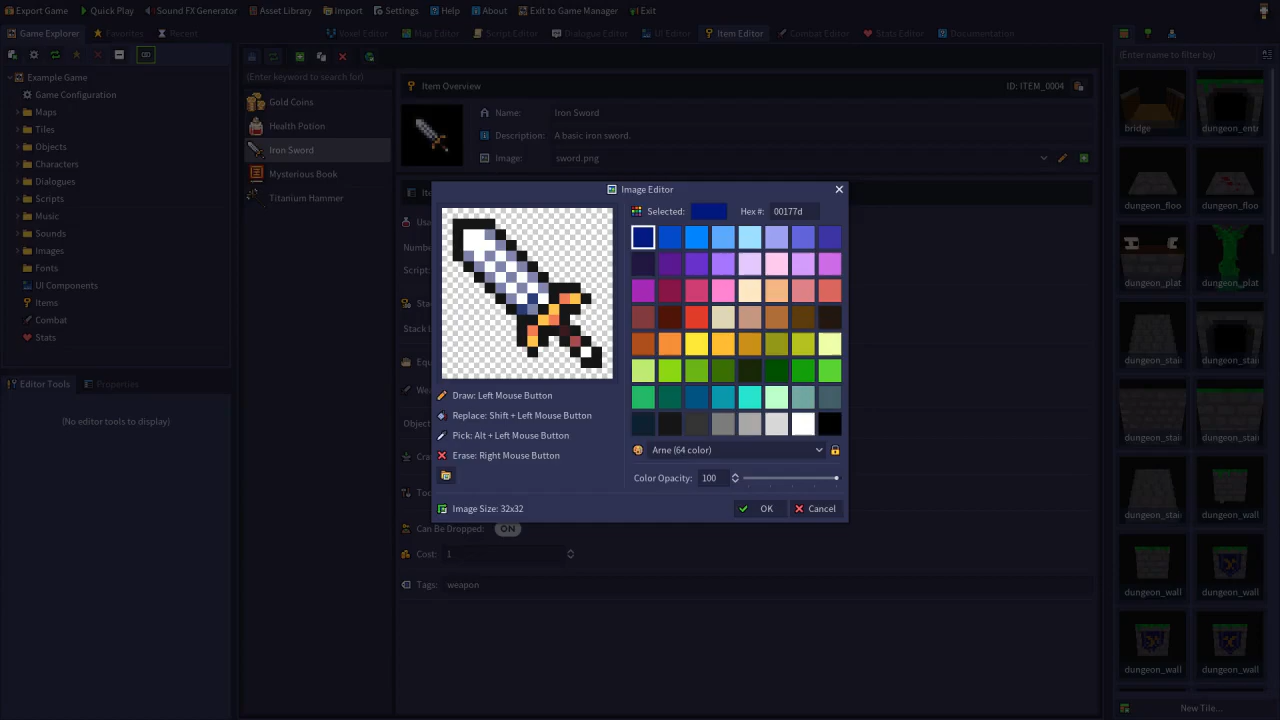 Export Game Quick Play Sound FX Generator Asset Library Import Settings Help About Exit to Game Manager Exit
Game Explorer Favorites Recent Voxel Editor Map Editor Script Editor Dialogue Editor UI Editor Item Editor Combat Editor Stats Editor Documentation
(Enter name to filter by)
Example Game
Game Configuration
Maps
Tiles
Objects
Characters
Dialogues
Scripts
Music
Sounds
Images
Fonts
UI Components
Items
Combat
Stats
Editor Tools Properties
(No editor tools to display)
(Enter keyword to search for)
Gold Coins
Health Potion
Iron Sword
Mysterious Book
Titanium Hammer
Item Overview ID: ITEM_0004
Name: Iron Sword
Description: A basic iron sword.
Image: sword.png
Image Editor
Selected: Hex #: 00177d
Draw: Left Mouse Button
Replace: Shift + Left Mouse Button
Pick: Alt + Left Mouse Button
Erase: Right Mouse Button
Arne (64 color)
Color Opacity: 100
Image Size: 32x32 OK Cancel
Can Be Dropped: ON
Cost: 1
Tags: weapon
bridge dungeon_entr
dungeon_floo dungeon_floo
dungeon_plat dungeon_plat
dungeon_stai dungeon_stai
dungeon_stai dungeon_stai
dungeon_stai dungeon_wall
dungeon_wall dungeon_wall
dungeon_wall dungeon_wall
New Tile...